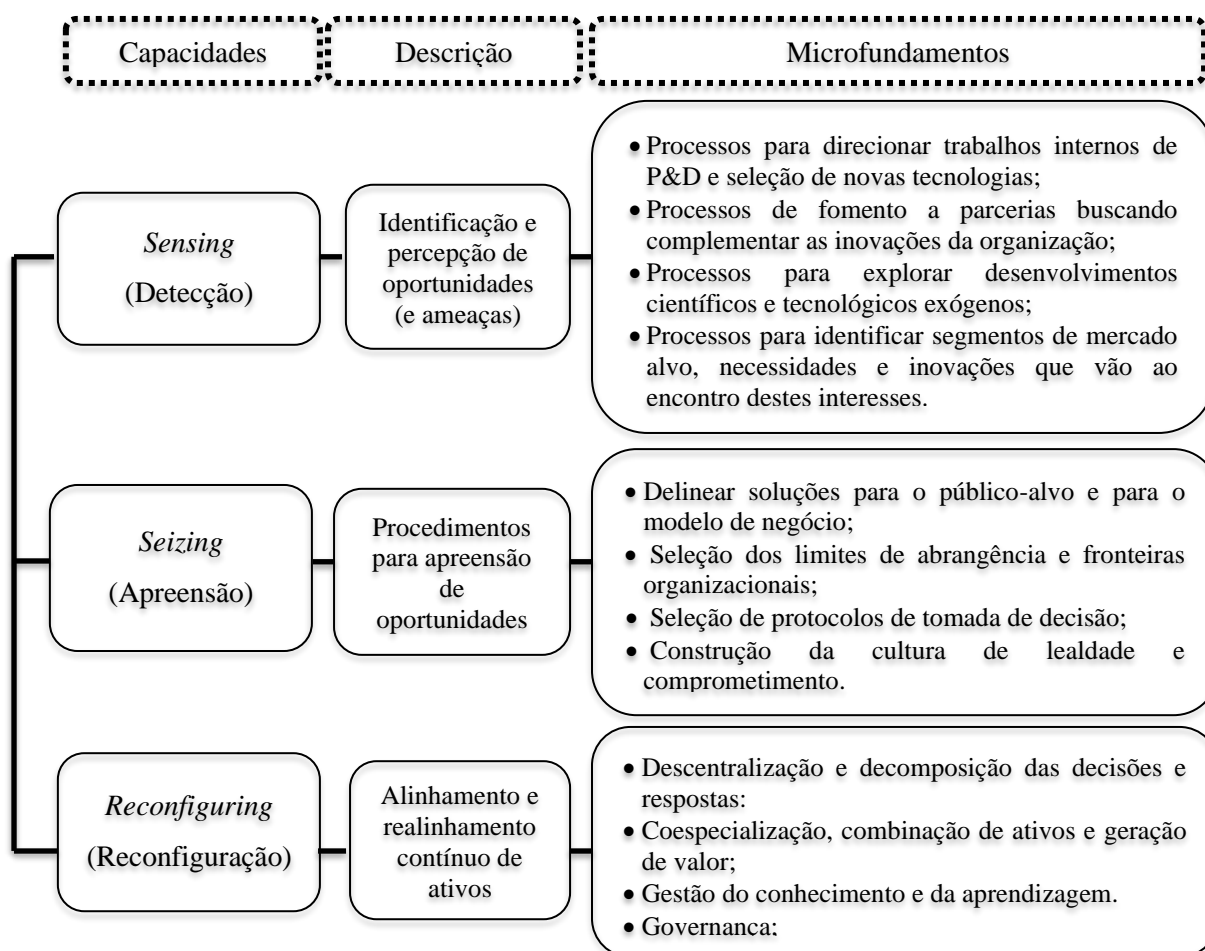 Capacidades
Descrição
Microfundamentos
Sensing
(Detecção)
Identificação e
percepção de
oportunidades
(e ameaças)
• Processos para direcionar trabalhos internos de
P&D e seleção de novas tecnologias;
• Processos de fomento a parcerias buscando
complementar as inovações da organização;
• Processos para explorar desenvolvimentos
científicos e tecnológicos exógenos;
• Processos para identificar segmentos de mercado
alvo, necessidades e inovações que vão ao
encontro destes interesses.
Seizing
(Apreensão)
Procedimentos
para apreensão
de
oportunidades
• Delinear soluções para o público-alvo e para o
modelo de negócio;
• Seleção dos limites de abrangência e fronteiras
organizacionais;
• Seleção de protocolos de tomada de decisão;
• Construção da cultura de lealdade e
comprometimento.
Reconfiguring
(Reconfiguração)
Alinhamento e
realinhamento
contínuo de
ativos
• Descentralização e decomposição das decisões e
respostas:
• Coespecialização, combinação de ativos e geração
de valor;
• Gestão do conhecimento e da aprendizagem.
• Governança;